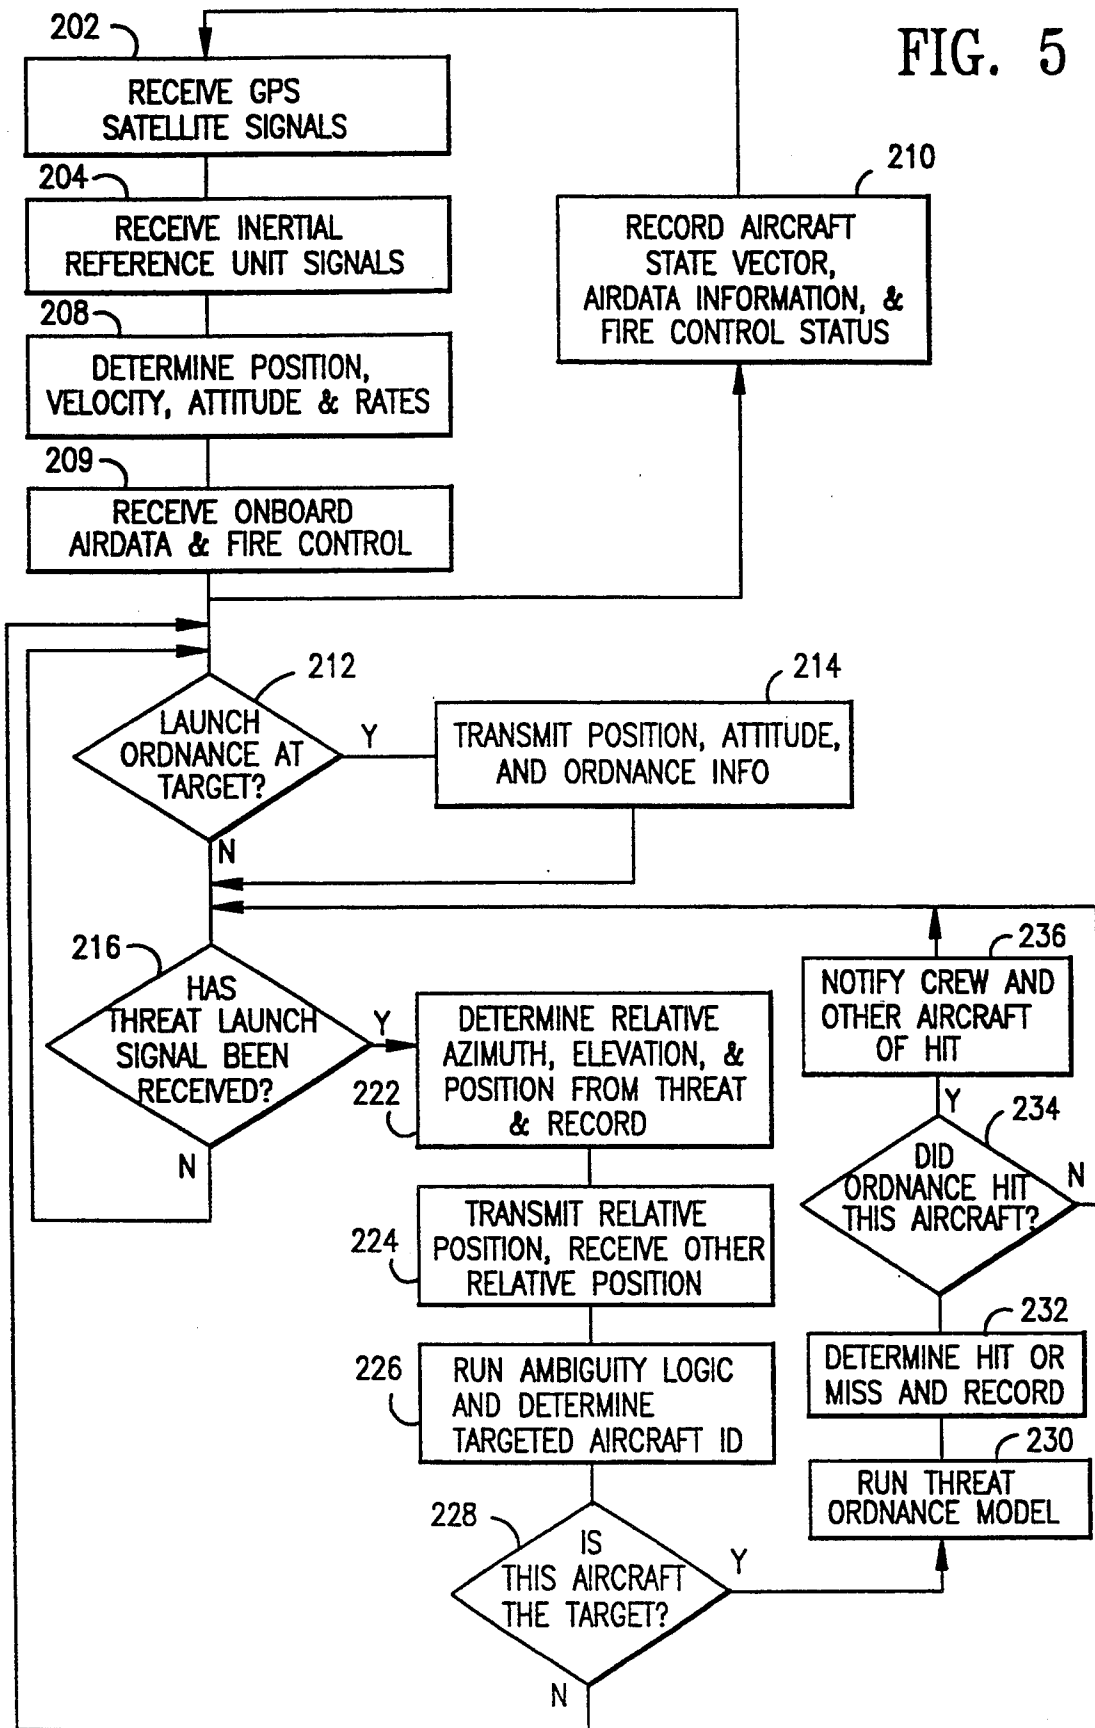 FIG. 5
202
RECEIVE GPS
SATELLITE SIGNALS
204
RECEIVE INERTIAL
REFERENCE UNIT SIGNALS
208
DETERMINE POSITION,
VELOCITY, ATTITUDE & RATES
209
RECEIVE ONBOARD
AIRDATA & FIRE CONTROL
210
RECORD AIRCRAFT
STATE VECTOR,
AIRDATA INFORMATION, &
FIRE CONTROL STATUS
212
LAUNCH
ORDNANCE AT
TARGET?
Y
N
214
TRANSMIT POSITION, ATTITUDE,
AND ORDNANCE INFO
216
HAS
THREAT LAUNCH
SIGNAL BEEN
RECEIVED?
Y
N
222
DETERMINE RELATIVE
AZIMUTH, ELEVATION, &
POSITION FROM THREAT
& RECORD
224
TRANSMIT RELATIVE
POSITION, RECEIVE OTHER
RELATIVE POSITION
226
RUN AMBIGUITY LOGIC
AND DETERMINE
TARGETED AIRCRAFT ID
228
IS
THIS AIRCRAFT
THE TARGET?
Y
N
236
NOTIFY CREW AND
OTHER AIRCRAFT
OF HIT
Y
234
DID
ORDNANCE HIT
THIS AIRCRAFT?
N
232
DETERMINE HIT OR
MISS AND RECORD
230
RUN THREAT
ORDNANCE MODEL